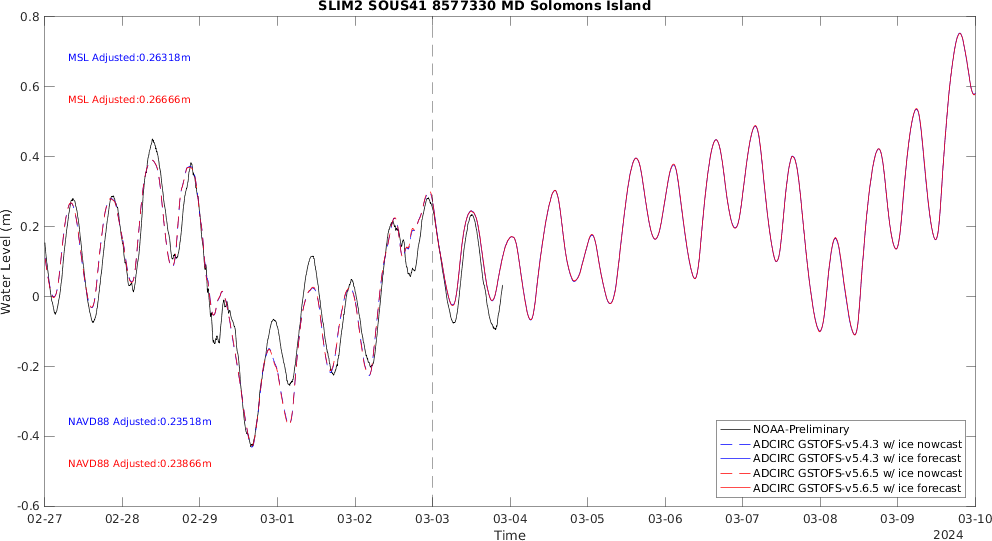 SLIM2 SOUS41 8577330 MD Solomons Island
0.8
0.6
0.4
0.2
0
-0.2
-0.4
-0.6
Water Level (m)
MSL Adjusted:0.26318m
MSL Adjusted:0.26666m
NAVD88 Adjusted:0.23518m
NAVD88 Adjusted:0.23866m
NOAA-Preliminary
ADCIRC GSTOFS-v5.4.3 w/ ice nowcast
ADCIRC GSTOFS-v5.4.3 w/ ice forecast
ADCIRC GSTOFS-v5.6.5 w/ ice nowcast
ADCIRC GSTOFS-v5.6.5 w/ ice forecast
02-27 02-28 02-29 03-01 03-02 03-03 03-04 03-05 03-06 03-07 03-08 03-09 03-10
Time
2024